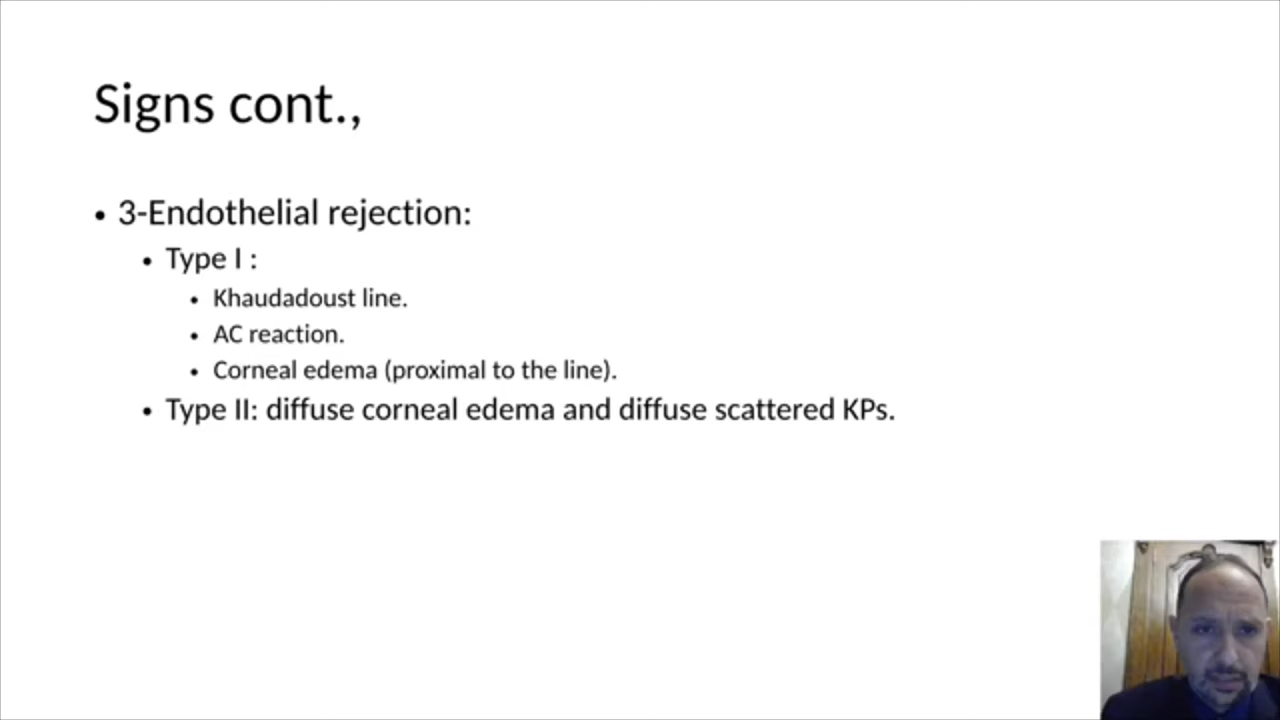 Signs cont.,
• 3-Endothelial rejection:
• Type I :
• Khaudadoust line.
• AC reaction.
• Corneal edema (proximal to the line).
• Type II: diffuse corneal edema and diffuse scattered KPs.